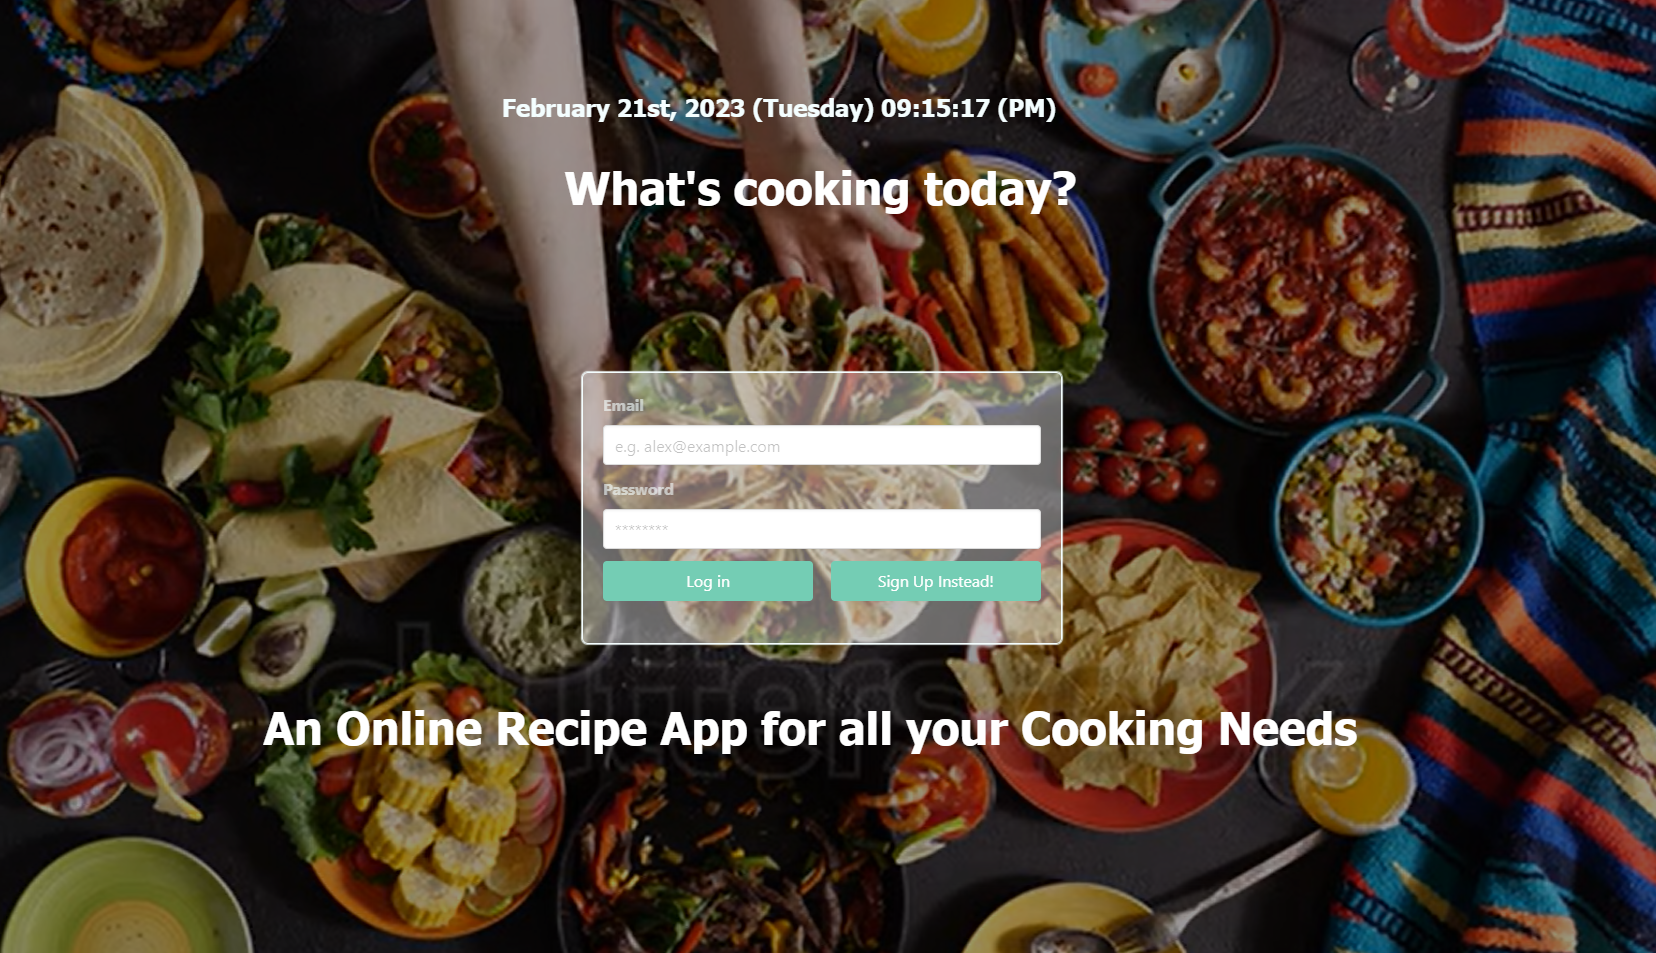 February 21st, 2023 (Tuesday) 09:15:17 (PM)
What's cooking today?
Email
e.g. alex@example.com
Password
********
Log in
Sign Up Instead!
shutterstock
An Online Recipe App for all your Cooking Needs